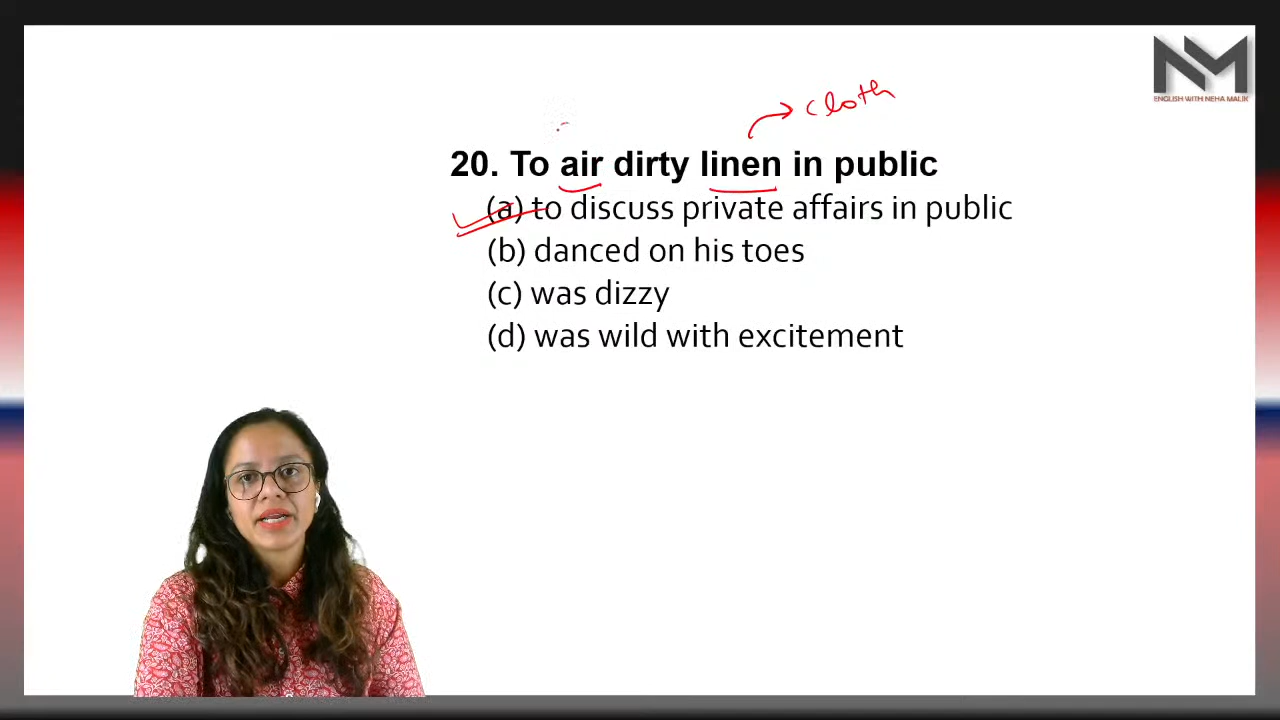 NM
ENGLISH WITH NEHA MALIK
cloth
20. To air dirty linen in public
(a) to discuss private affairs in public
(b) danced on his toes
(c) was dizzy
(d) was wild with excitement